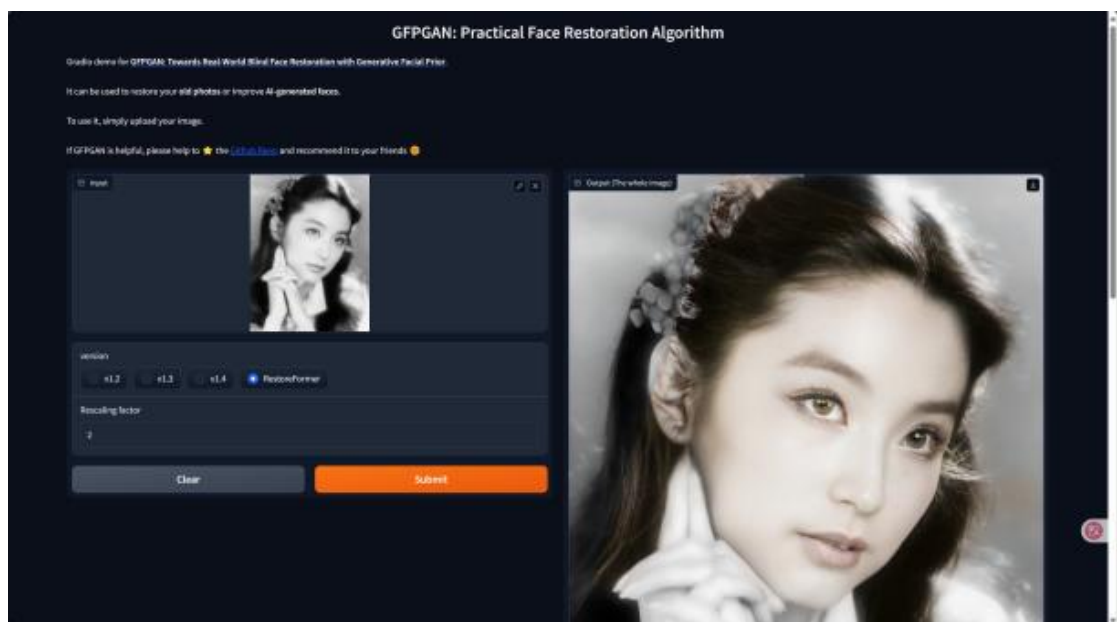 GFPGAN: Practical Face Restoration Algorithm
Gradio demo for GFPGAN: Towards Real-World Blind Face Restoration with Generative Facial Prior.
It can be used to restore your old photos or improve AI-generated faces.
To use it, simply upload your image.
If GFPGAN is helpful, please help to ⭐ the Github Repo and recommend it to your friends 😊
Input
Output (The whole image)
version
v1.2 v1.3 v1.4 RestoreFormer
Rescaling factor
2
Clear
Submit